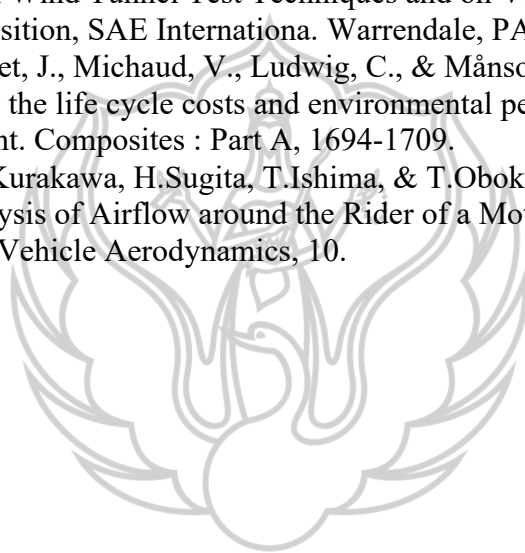 Wind Tunnel Test Techniques and on V
osition, SAE Internationa. Warrendale, PA
et, J., Michaud, V., Ludwig, C., & Månso
the life cycle costs and environmental pe
nt. Composites : Part A, 1694-1709.
Kurakawa, H.Sugita, T.Ishima, & T.Obok
ysis of Airflow around the Rider of a Mo
Vehicle Aerodynamics, 10.